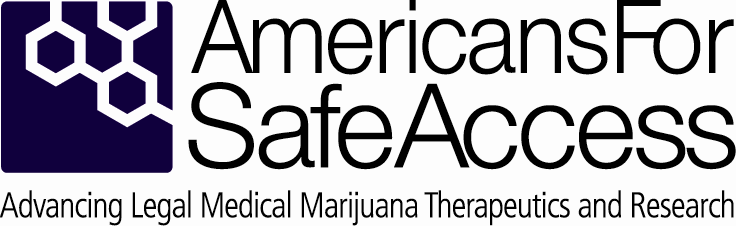 AmericansFor
SafeAccess
Advancing Legal Medical Marijuana Therapeutics and Research